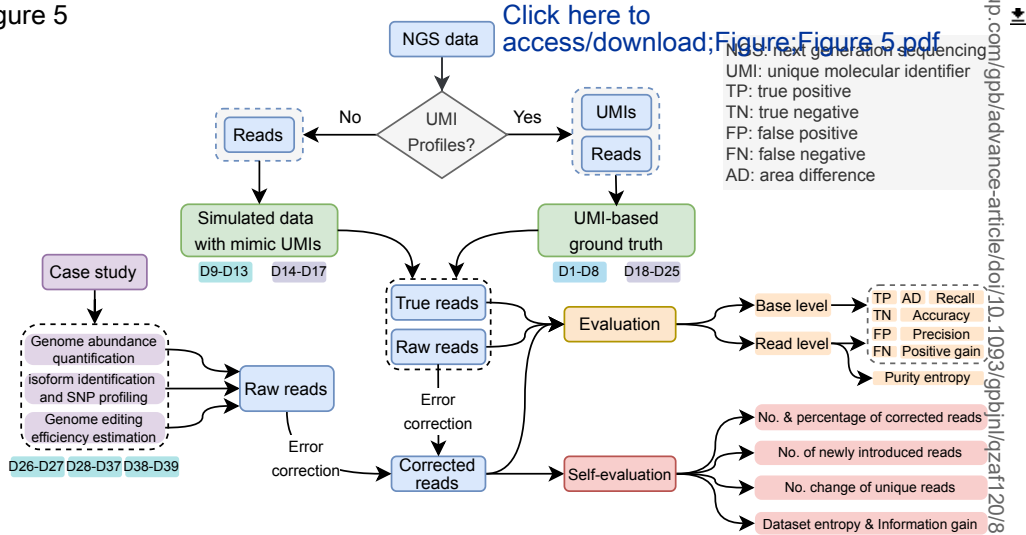 gure 5
Click here to
access/download;Figure;Figure 5.pdf
NGS: next generation sequencing
UMI: unique molecular identifier
TP: true positive
TN: true negative
FP: false positive
FN: false negative
AD: area difference
NGS data
UMI
Profiles?
No
Yes
Reads
UMIs
Reads
Simulated data
with mimic UMIs
D9-D13
D14-D17
UMI-based
ground truth
D1-D8
D18-D25
Case study
Genome abundance
quantification
isoform identification
and SNP profiling
Genome editing
efficiency estimation
D26-D27
D28-D37
D38-D39
Raw reads
Error
correction
True reads
Raw reads
Error
correction
Corrected
reads
Evaluation
Base level
Read level
TP
AD
Recall
TN
Accuracy
FP
Precision
FN
Positive gain
Purity entropy
Self-evaluation
No. & percentage of corrected reads
No. of newly introduced reads
No. change of unique reads
Dataset entropy & Information gain
up.com/gpb/advance-article/doi/10.1093/gpbjnl/qzaf120/8